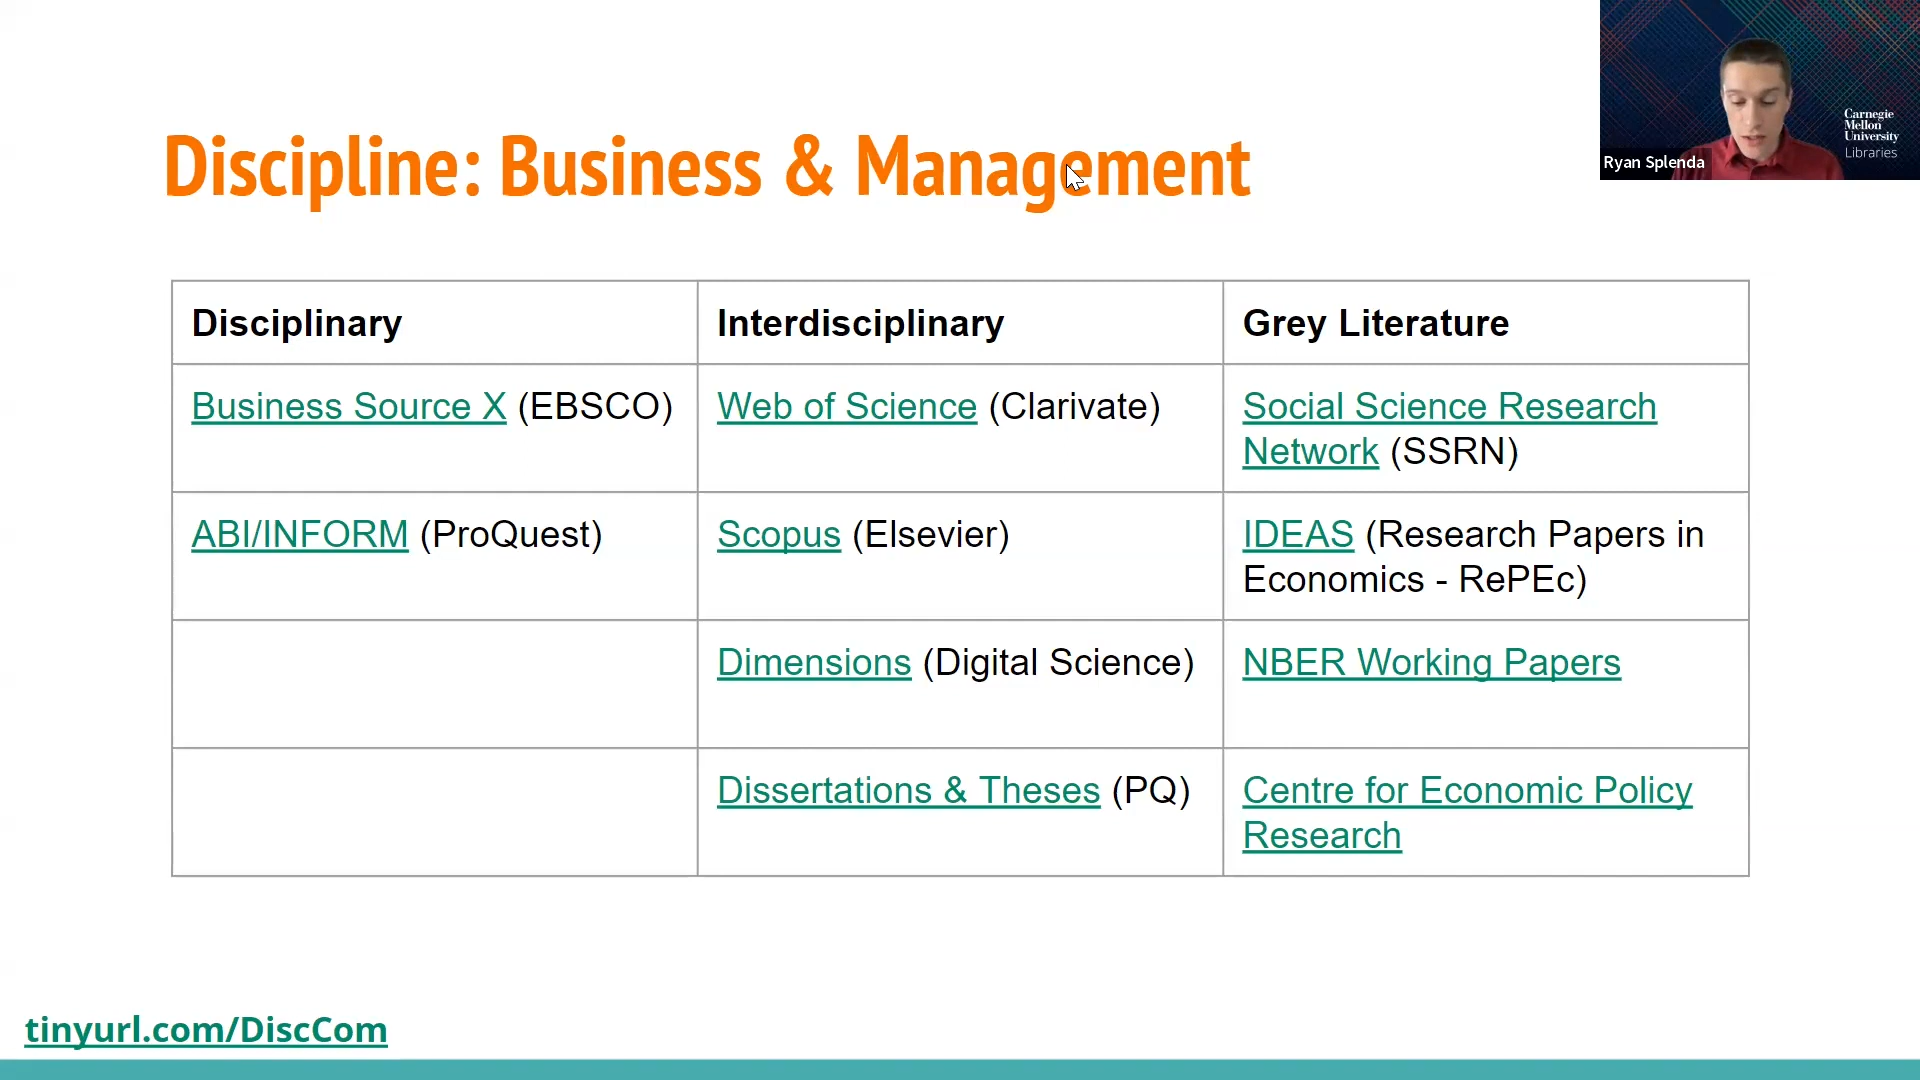 Discipline: Business & Management
Carnegie
Mellon
University
Libraries
Ryan Splenda
Disciplinary
Interdisciplinary
Grey Literature
Business Source X (EBSCO)
Web of Science (Clarivate)
Social Science Research
Network (SSRN)
ABI/INFORM (ProQuest)
Scopus (Elsevier)
IDEAS (Research Papers in
Economics - RePEc)
Dimensions (Digital Science)
NBER Working Papers
Dissertations & Theses (PQ)
Centre for Economic Policy
Research
tinyurl.com/DiscCom